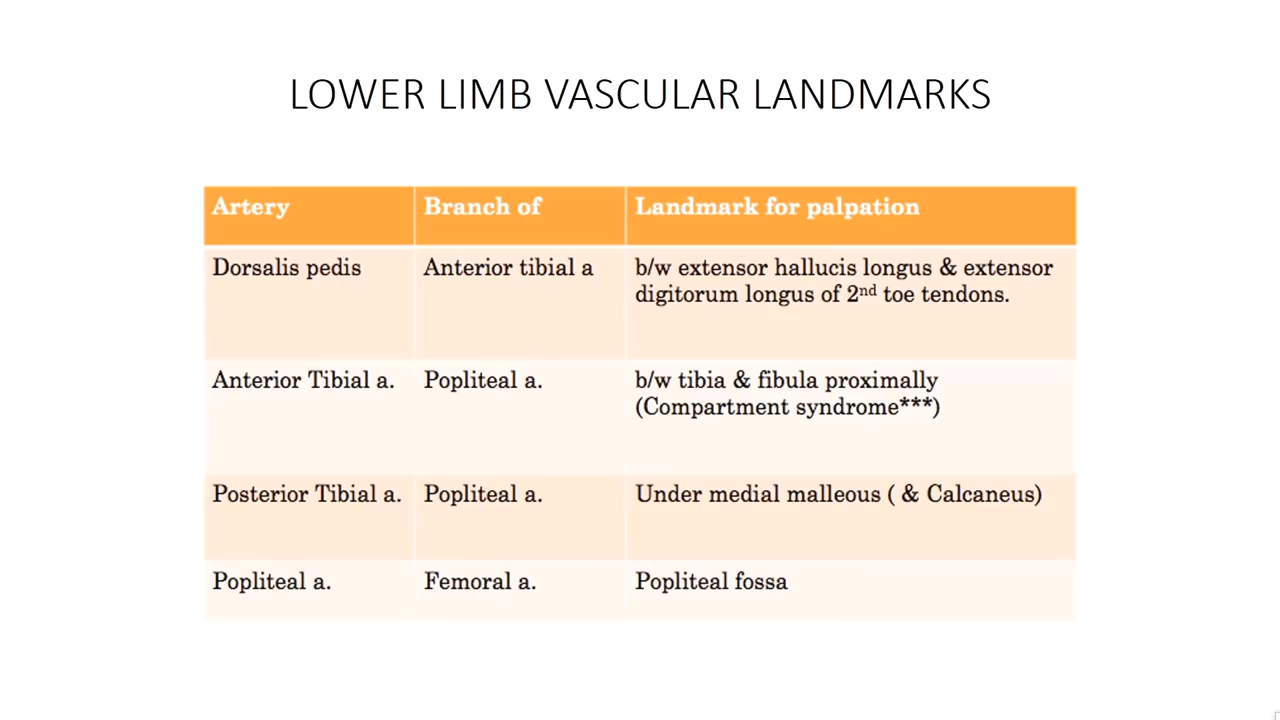 LOWER LIMB VASCULAR LANDMARKS
Artery
Branch of
Landmark for palpation
Dorsalis pedis
Anterior tibial a
b/w extensor hallucis longus & extensor
digitorum longus of 2nd toe tendons.
Anterior Tibial a.
Popliteal a.
b/w tibia & fibula proximally
(Compartment syndrome***)
Posterior Tibial a.
Popliteal a.
Under medial malleous ( & Calcaneus)
Popliteal a.
Femoral a.
Popliteal fossa